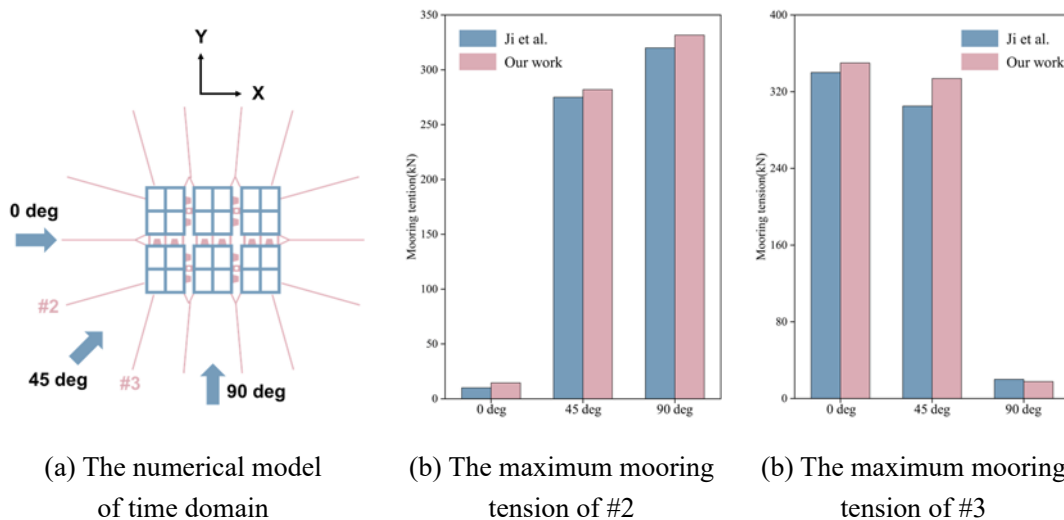 Y
X
0 deg
#2
45 deg
#3
90 deg
(a) The numerical model
of time domain
350
300
250
200
150
100
50
0
Mooring tention(kN)
Ji et al.
Our work
0 deg
45 deg
90 deg
(b) The maximum mooring
tension of #2
400
320
240
160
80
0
Mooring tension(kN)
Ji et al.
Our work
0 deg
45 deg
90 deg
(b) The maximum mooring
tension of #3